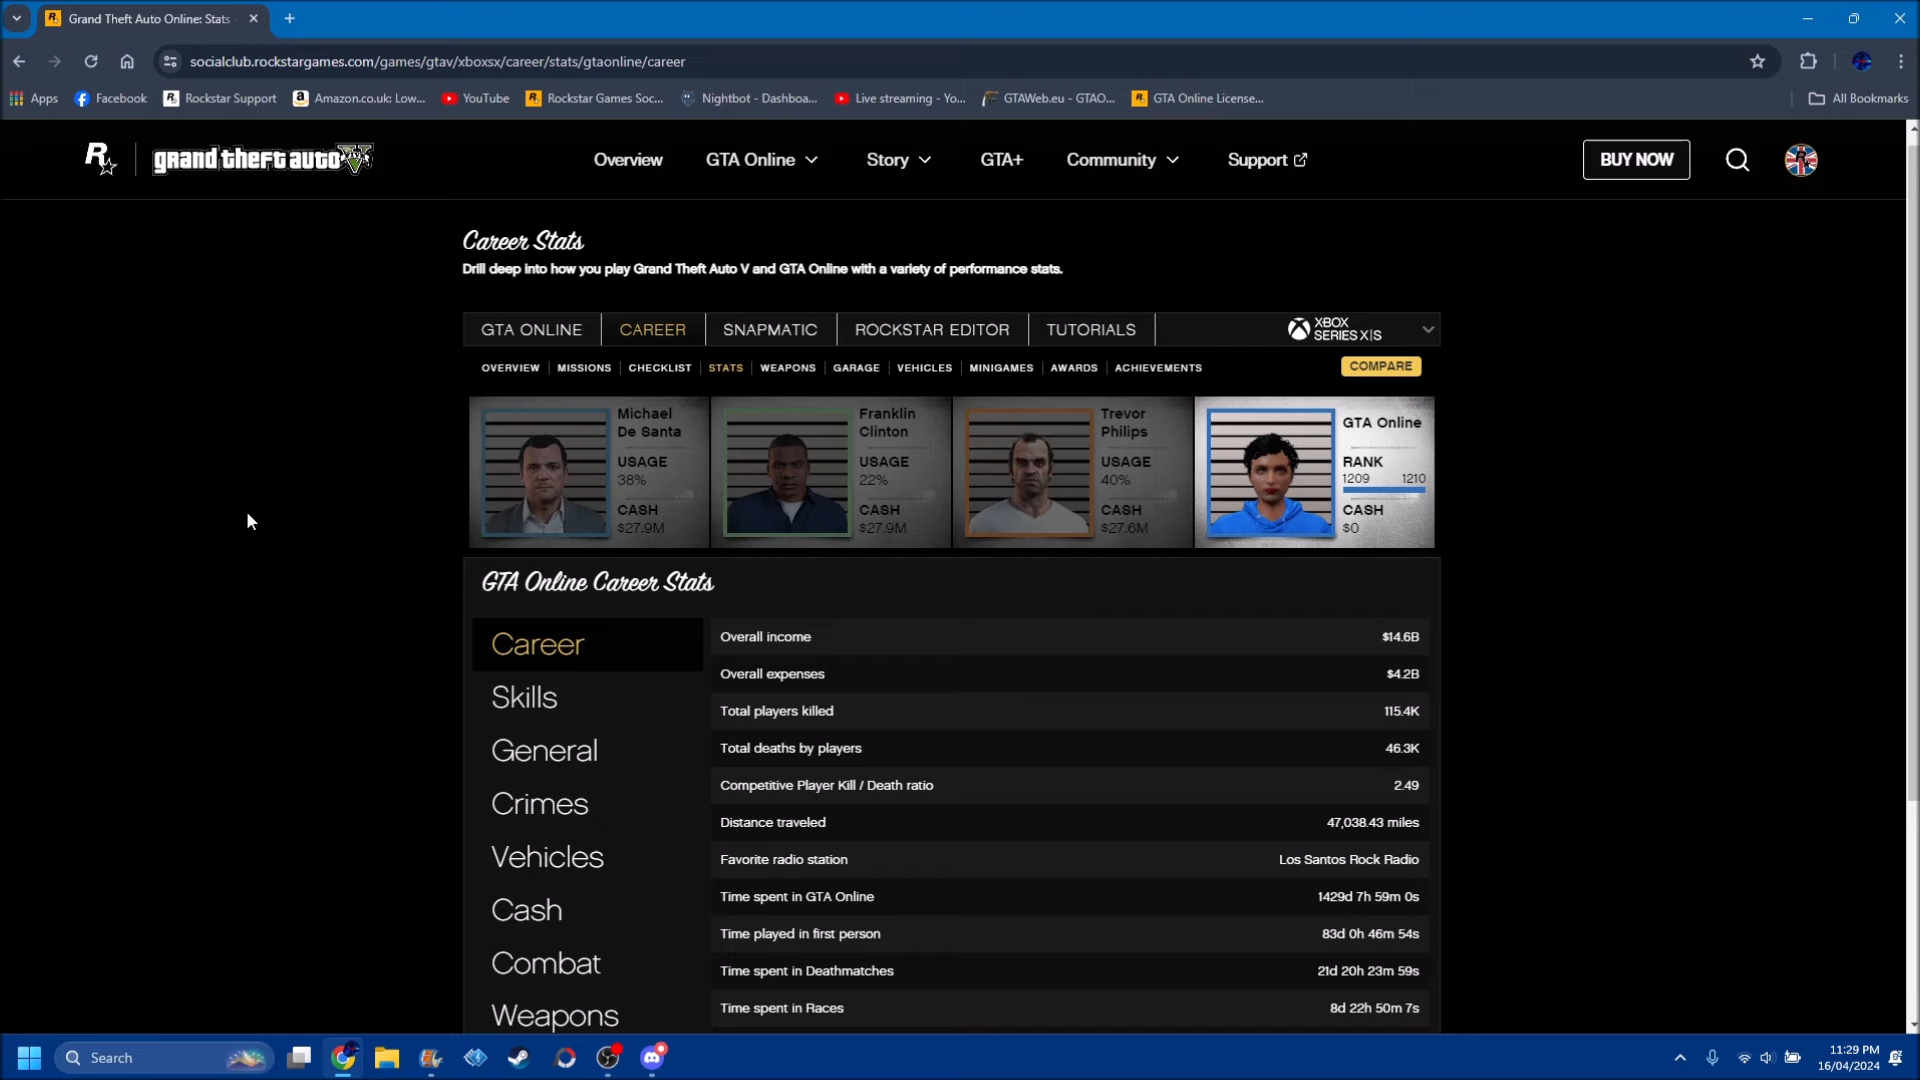 Grand Theft Auto Online: Stats
socialclub.rockstargames.com/games/gtav/xboxsx/career/stats/gtaonline/career
Apps Facebook Rockstar Support Amazon.co.uk: Low... YouTube Rockstar Games Soc... Nightbot - Dashboa... Live streaming - Yo... GTAWeb.eu - GTAO... GTA Online License... All Bookmarks
R grand theft auto V Overview GTA Online Story GTA+ Community Support BUY NOW
Career Stats
Drill deep into how you play Grand Theft Auto V and GTA Online with a variety of performance stats.
GTA ONLINE CAREER SNAPMATIC ROCKSTAR EDITOR TUTORIALS XBOX SERIES X|S
OVERVIEW MISSIONS CHECKLIST STATS WEAPONS GARAGE VEHICLES MINIGAMES AWARDS ACHIEVEMENTS COMPARE
Michael
De Santa
USAGE
38%
CASH
$27.9M
Franklin
Clinton
USAGE
22%
CASH
$27.9M
Trevor
Philips
USAGE
40%
CASH
$27.6M
GTA Online
RANK
1209 1210
CASH
$0
GTA Online Career Stats
Career
Skills
General
Crimes
Vehicles
Cash
Combat
Weapons
Overall income $14.6B
Overall expenses $4.2B
Total players killed 115.4K
Total deaths by players 46.3K
Competitive Player Kill / Death ratio 2.49
Distance traveled 47,038.43 miles
Favorite radio station Los Santos Rock Radio
Time spent in GTA Online 1429d 7h 59m 0s
Time played in first person 83d 0h 46m 54s
Time spent in Deathmatches 21d 20h 23m 59s
Time spent in Races 8d 22h 50m 7s
Search
11:29 PM
16/04/2024